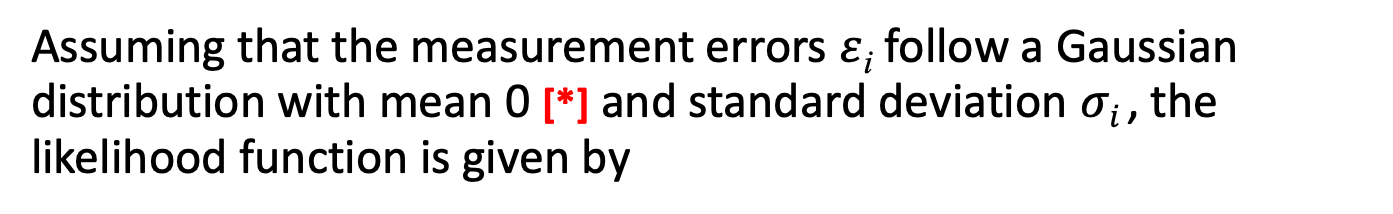 Assuming that the measurement errors εᵢ follow a Gaussian
distribution with mean 0 [*] and standard deviation σᵢ, the
likelihood function is given by